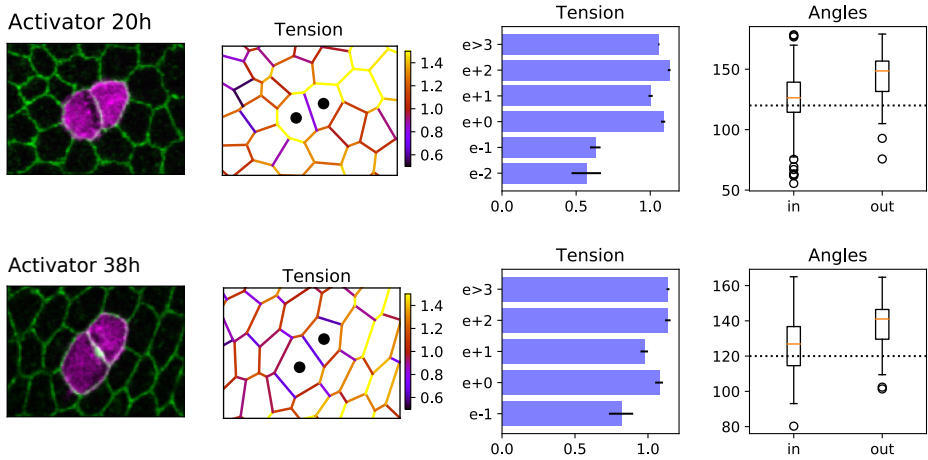 Activator 20h
Tension
1.4
1.2
1.0
0.8
0.6
Tension
e>3
e+2
e+1
e+0
e-1
e-2
0.0 0.5 1.0
Angles
150
100
50
in out
Activator 38h
Tension
1.4
1.2
1.0
0.8
0.6
Tension
e>3
e+2
e+1
e+0
e-1
0.0 0.5 1.0
Angles
160
140
120
100
80
in out